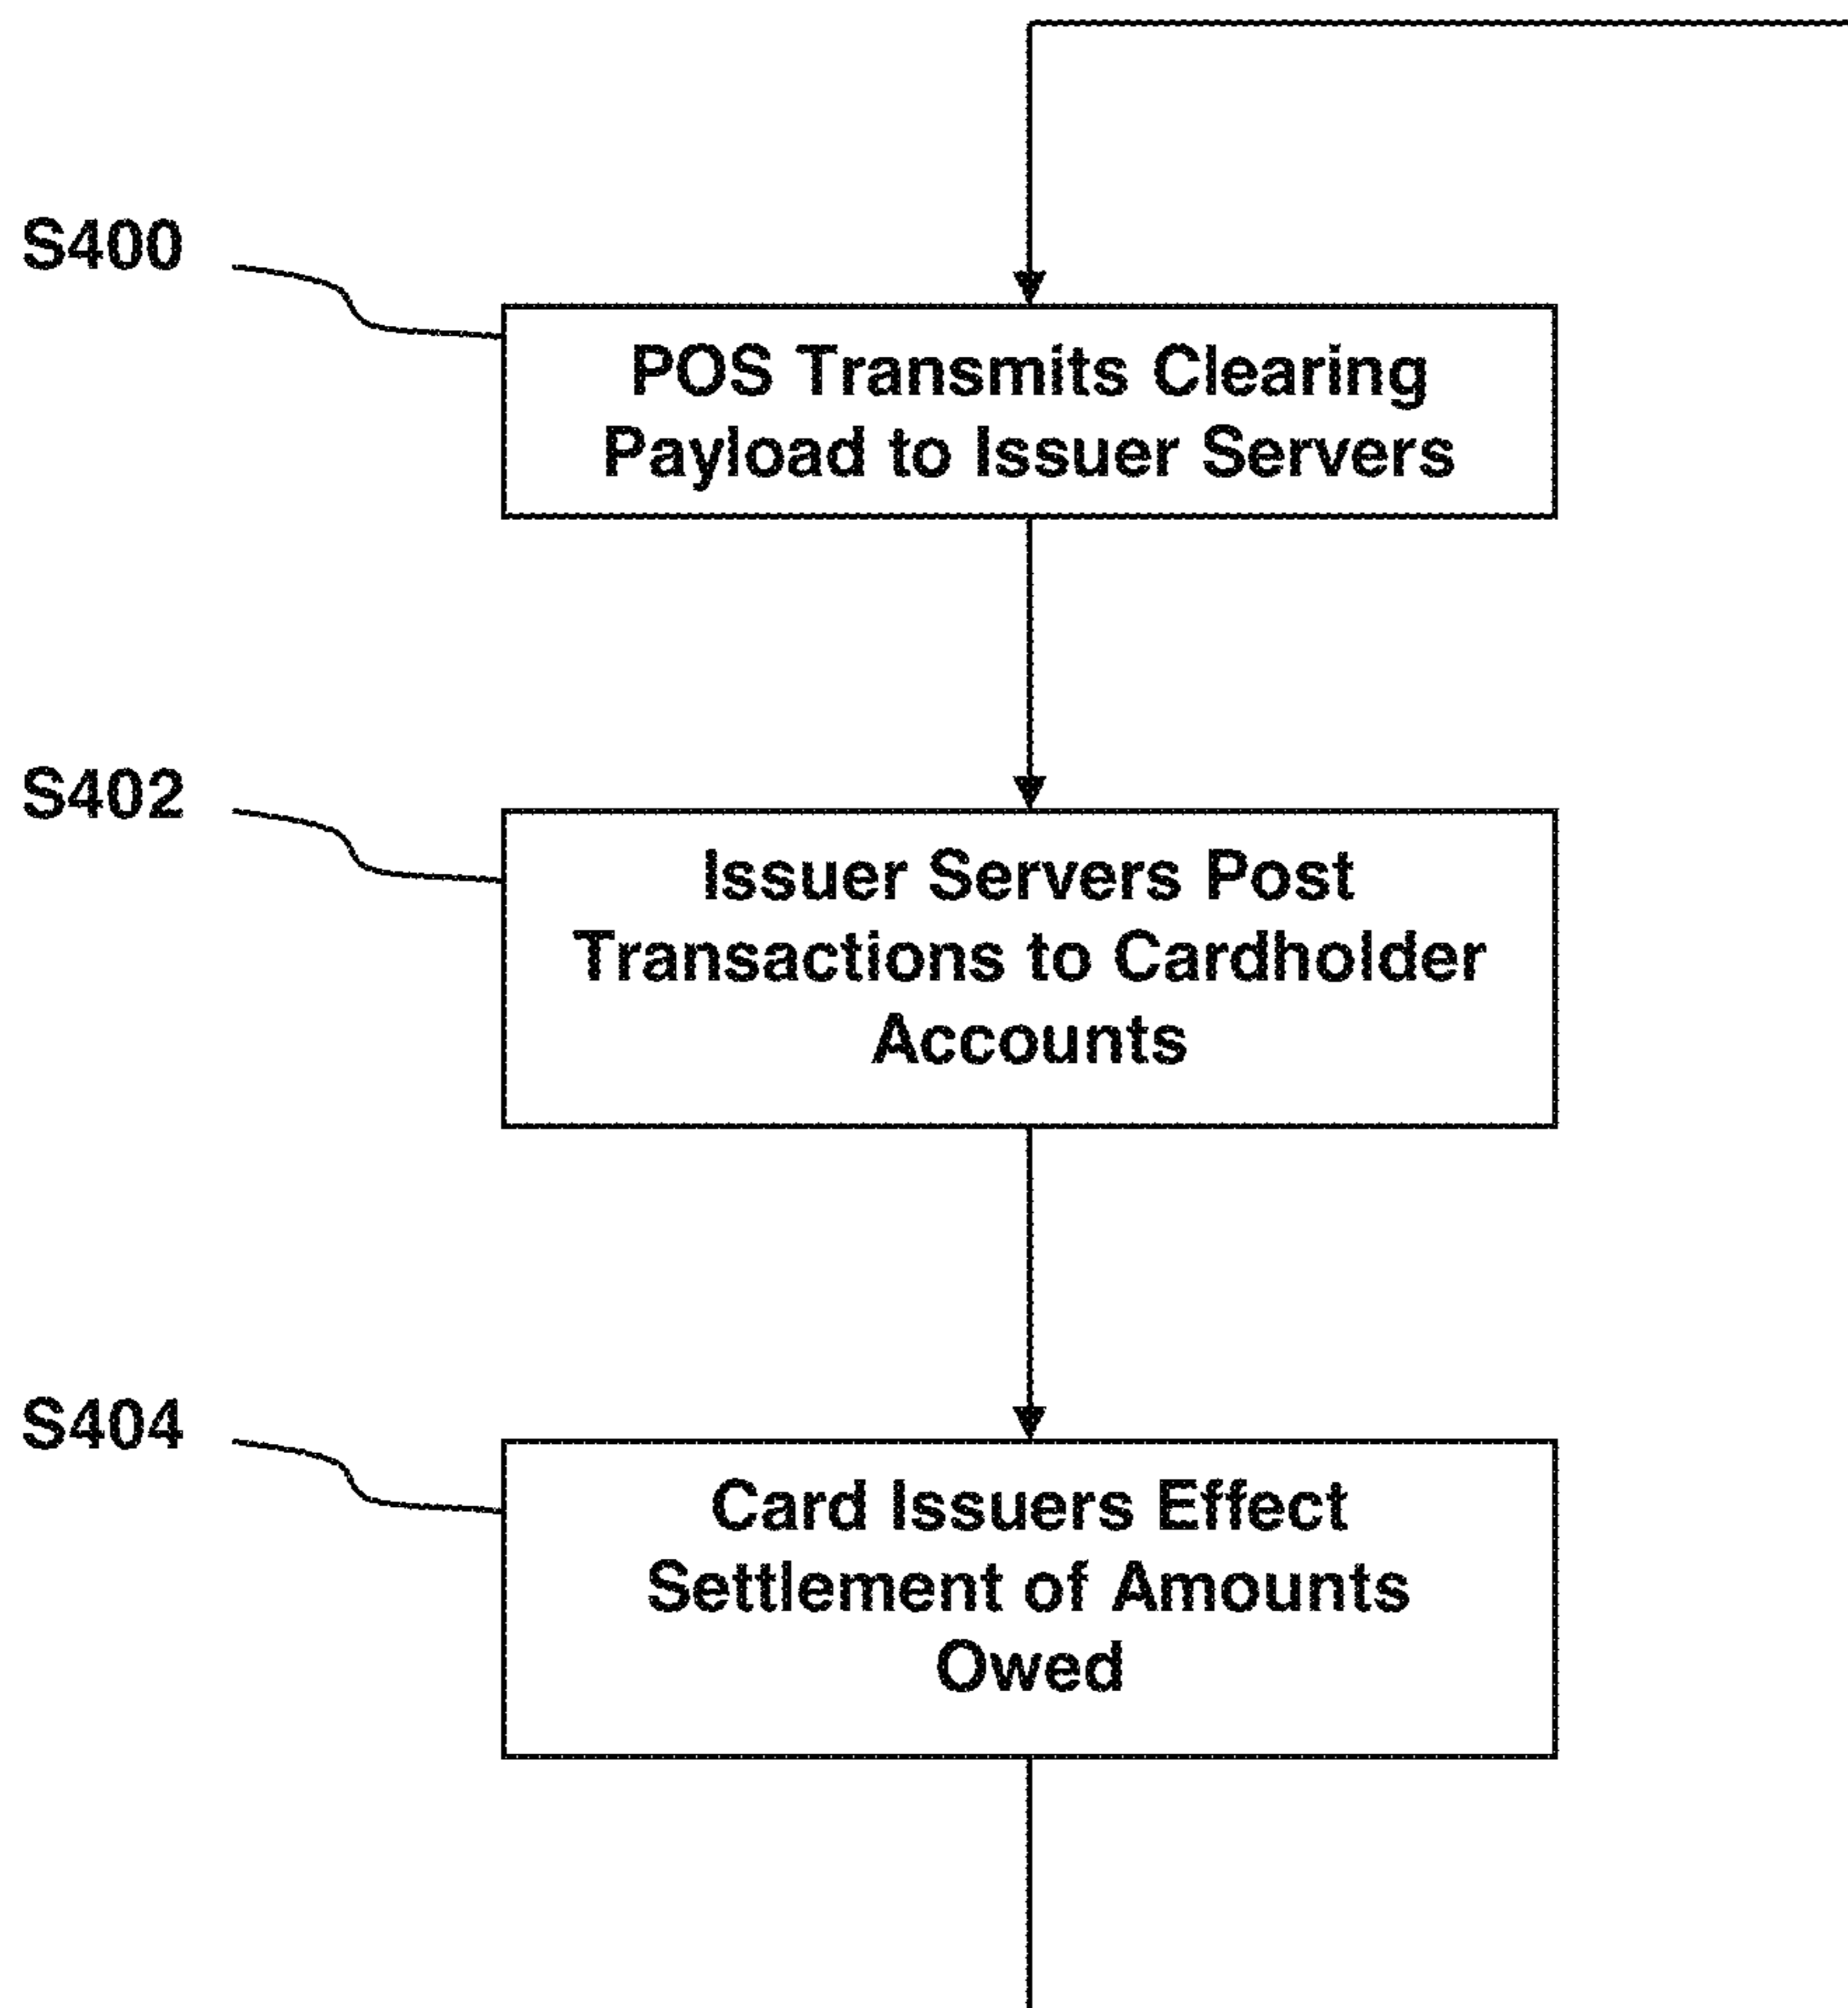 S400
POS Transmits Clearing
Payload to Issuer Servers
S402
Issuer Servers Post
Transactions to Cardholder
Accounts
S404
Card Issuers Effect
Settlement of Amounts
Owed